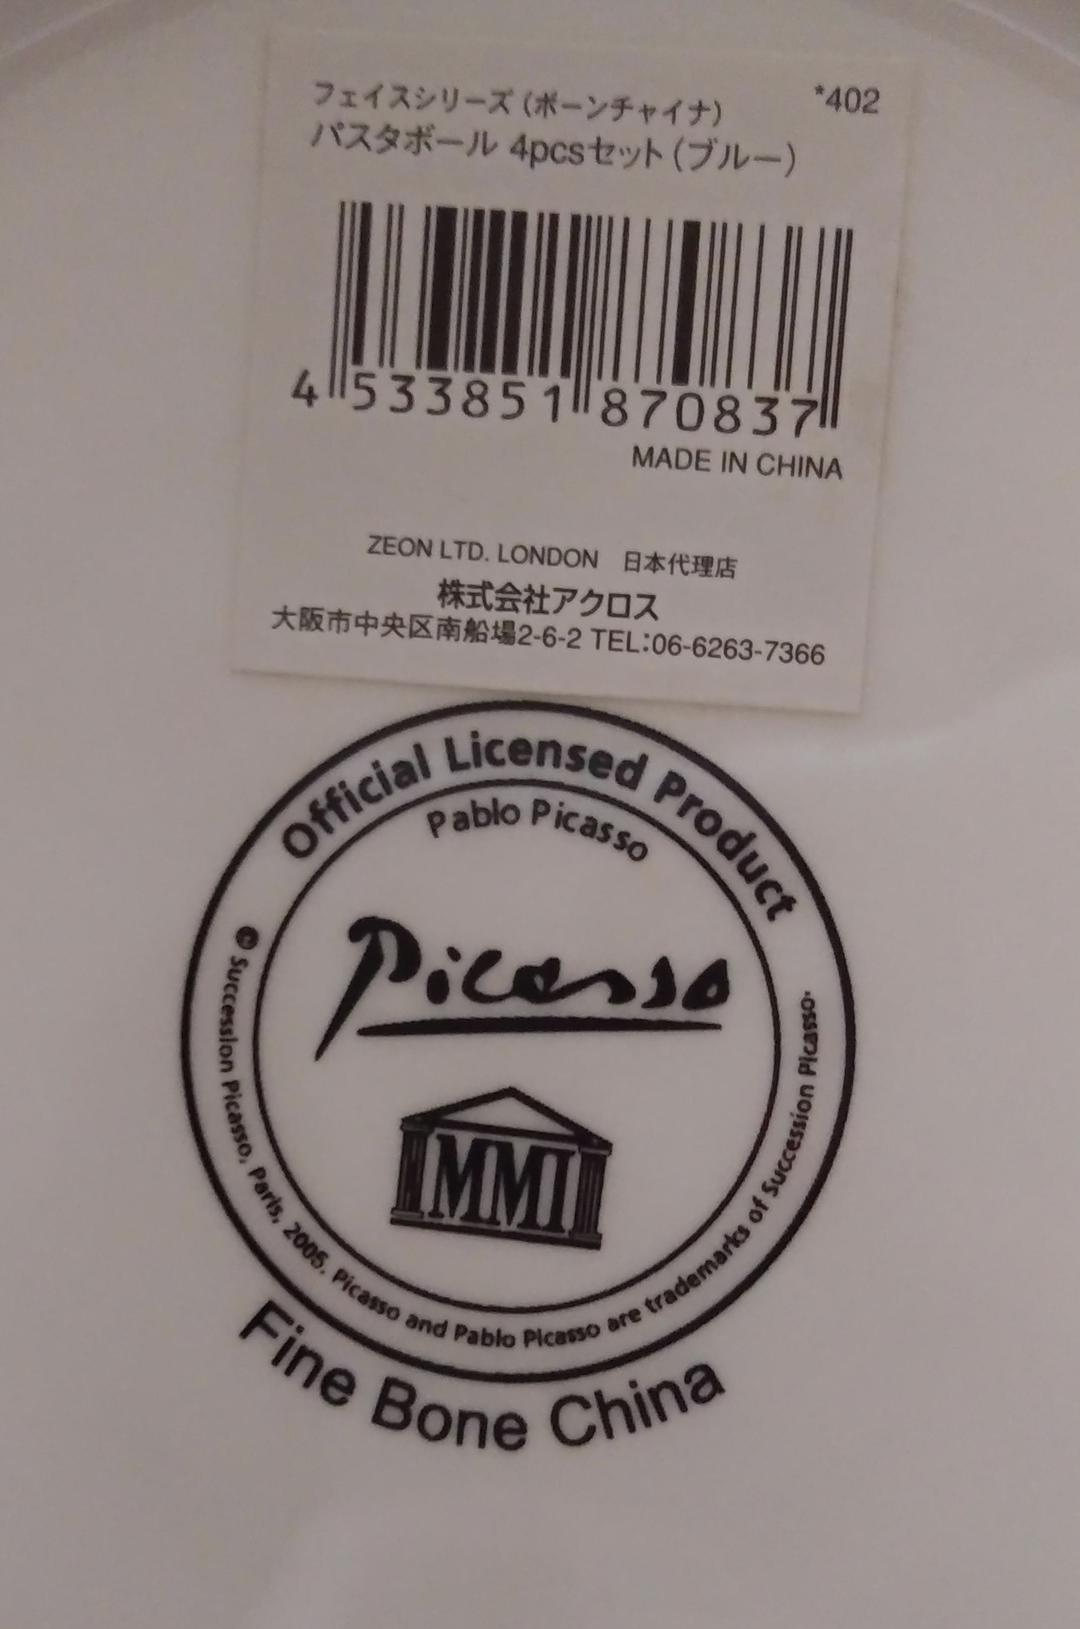 フェイスシリーズ（ボーンチャイナ） *402
パスタボール 4pcsセット（ブルー）
4 533851 870837
MADE IN CHINA
ZEON LTD. LONDON 日本代理店
株式会社アクロス
大阪市中央区南船場2-6-2 TEL:06-6263-7366
Official Licensed Product
Pablo Picasso
Picasso
MMI
© Succession Picasso, Paris, 2005. Picasso and Pablo Picasso are trademarks of Succession Picasso.
Fine Bone China